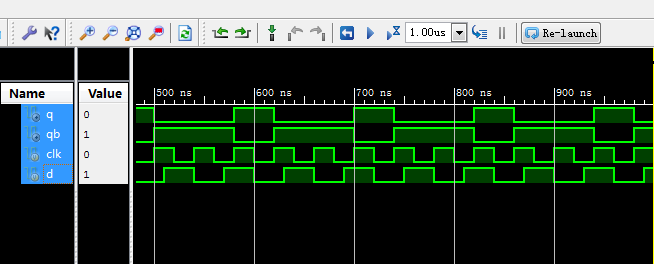 1.00us Re-launch
Name Value
500 ns 600 ns 700 ns 800 ns 900 ns
q 0
qb 1
clk 0
d 1